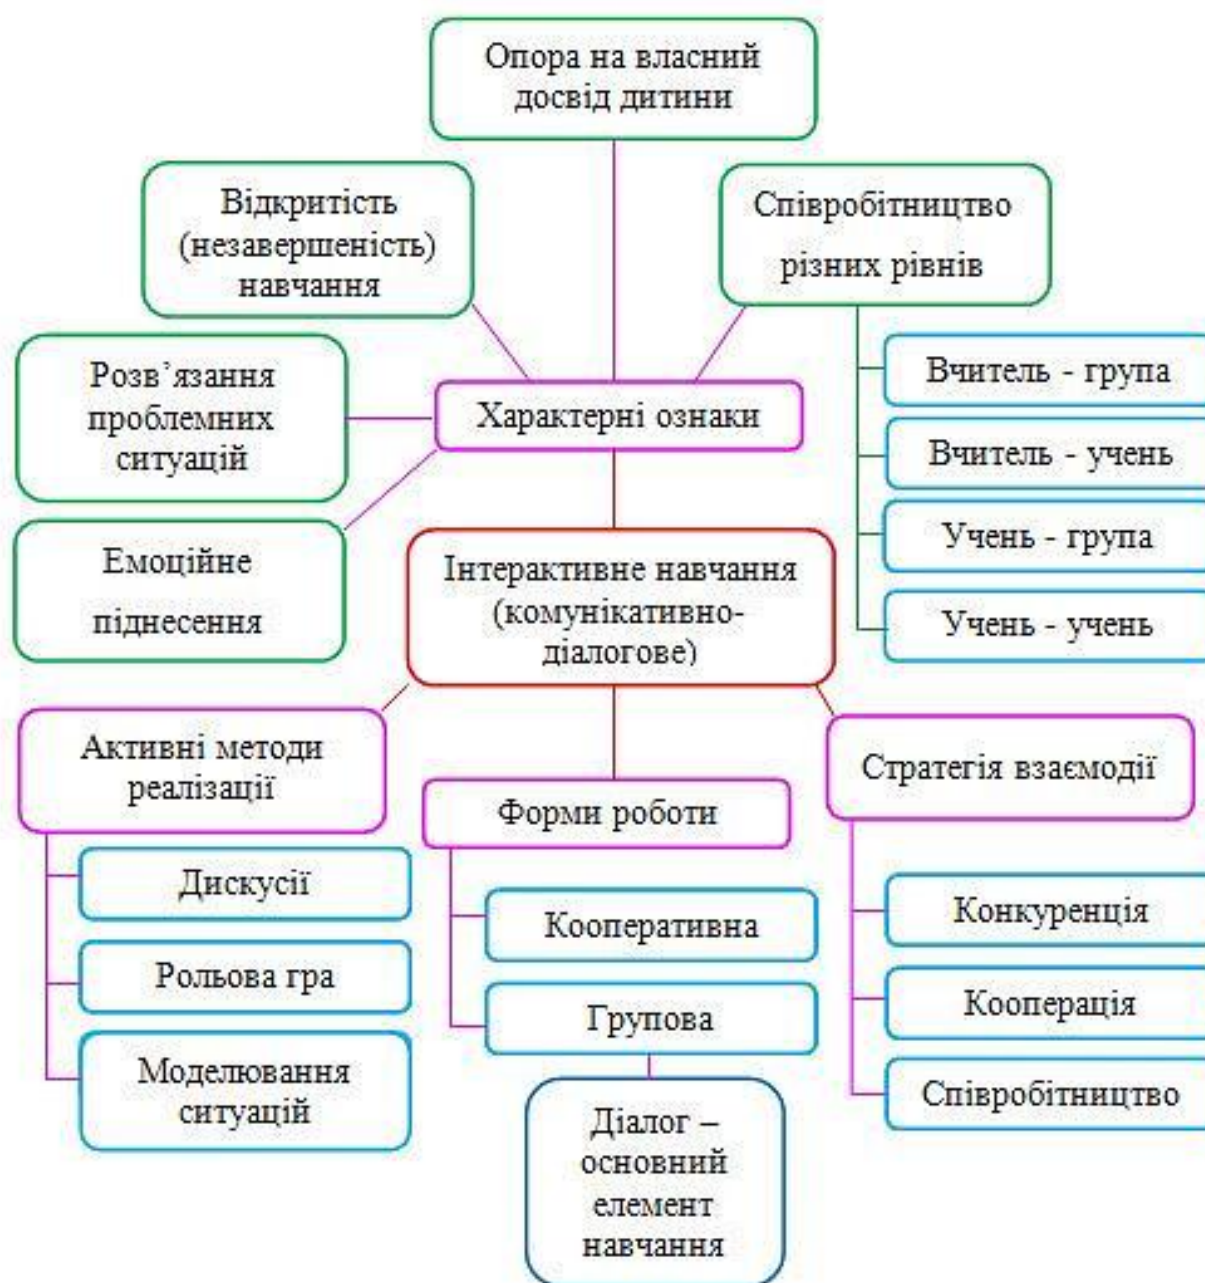 Опора на власний
досвід дитини
Відкритість
(незавершеність)
навчання
Співробітництво
різних рівнів
Розв’язання
проблемних
ситуацій
Характерні ознаки
Вчитель - група
Вчитель - учень
Учень - група
Учень - учень
Емоційне
піднесення
Інтерактивне навчання
(комунікативно-
діалогове)
Активні методи
реалізації
Дискусії
Рольова гра
Моделювання
ситуацій
Форми роботи
Кооперативна
Групова
Діалог –
основний
елемент
навчання
Стратегія взаємодії
Конкуренція
Кооперація
Співробітництво